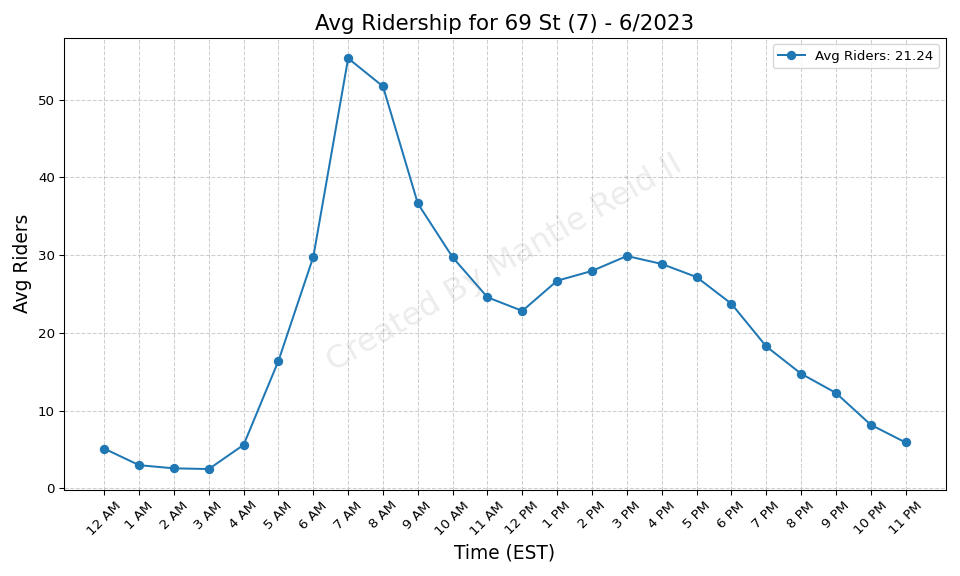 Avg Ridership for 69 St (7) - 6/2023
Avg Riders: 21.24
Avg Riders
50
40
30
20
10
0
Created By Mantie Reid II
12 AM
1 AM
2 AM
3 AM
4 AM
5 AM
6 AM
7 AM
8 AM
9 AM
10 AM
11 AM
12 PM
1 PM
2 PM
3 PM
4 PM
5 PM
6 PM
7 PM
8 PM
9 PM
10 PM
11 PM
Time (EST)